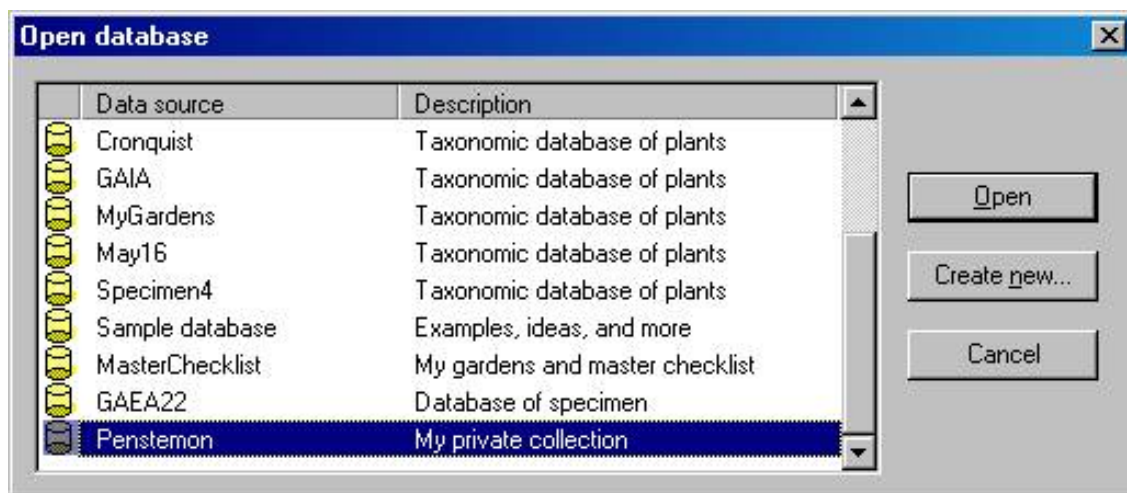 Open database
Data source Description
Cronquist Taxonomic database of plants
GAIA Taxonomic database of plants
MyGardens Taxonomic database of plants
May16 Taxonomic database of plants
Specimen4 Taxonomic database of plants
Sample database Examples, ideas, and more
MasterChecklist My gardens and master checklist
GAEA22 Database of specimen
Penstemon My private collection
Open
Create new...
Cancel